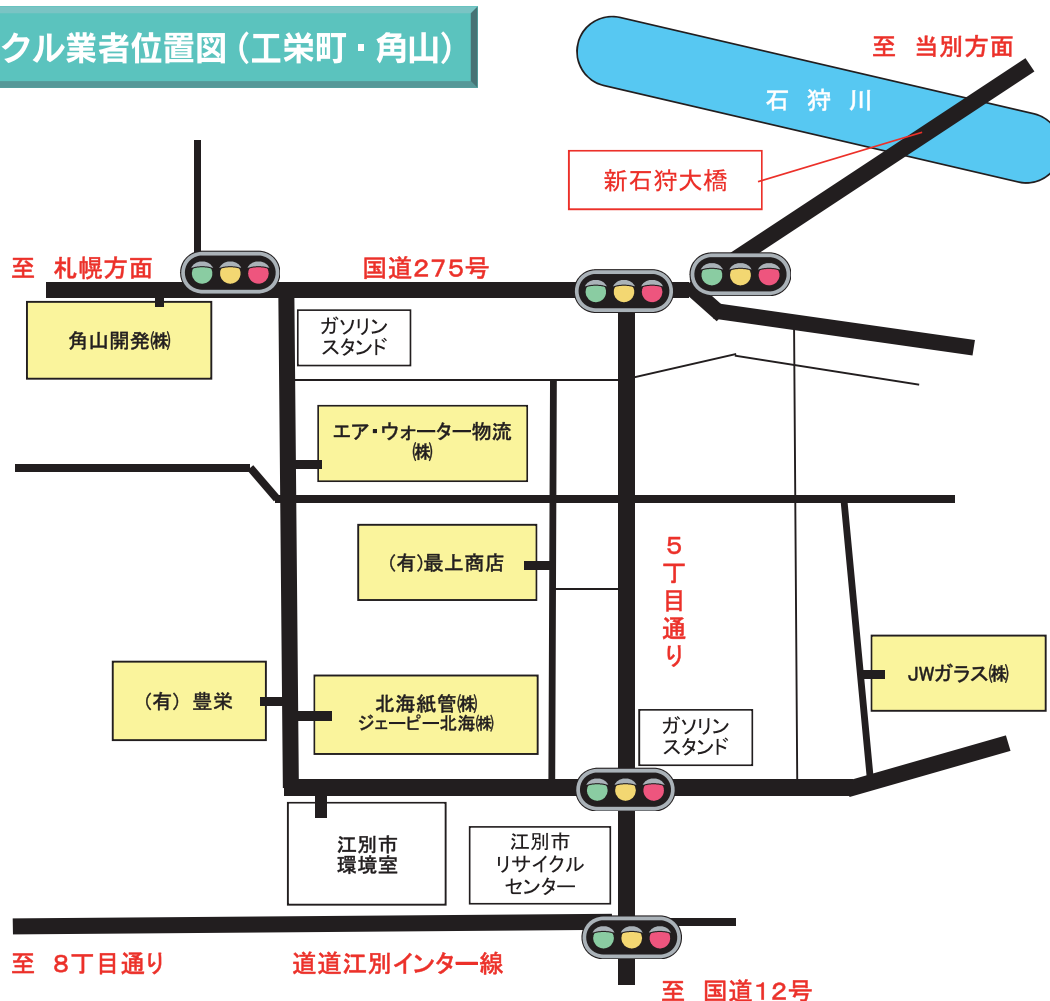 クル業者位置図（工栄町・角山）
至 当別方面
石 狩 川
新石狩大橋
至 札幌方面
国道275号
角山開発㈱
ガソリン
スタンド
エア・ウォーター物流
㈱
（有）最上商店
5
丁
目
通
り
（有） 豊栄
北海紙管㈱
ジェーピー北海㈱
JWガラス㈱
ガソリン
スタンド
江別市
環境室
江別市
リサイクル
センター
至 8丁目通り
道道江別インター線
至 国道12号